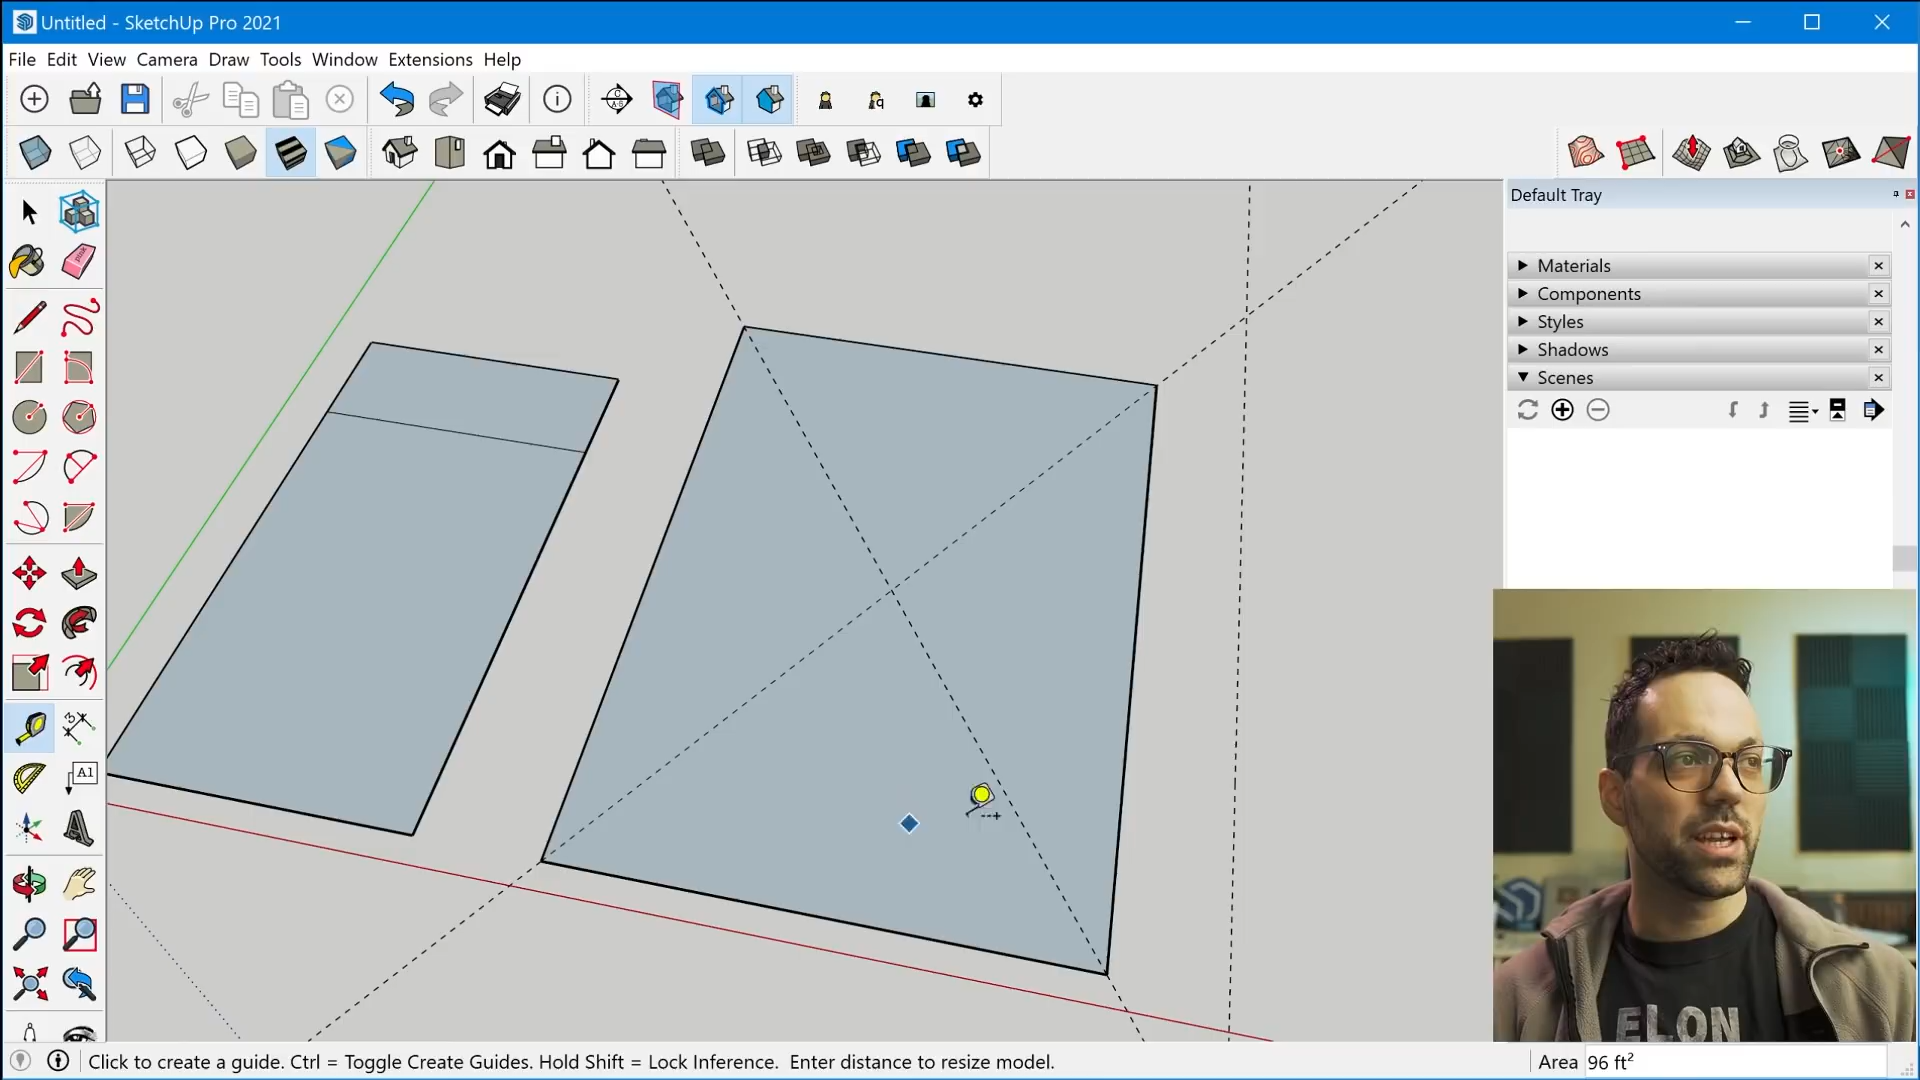 Untitled - SketchUp Pro 2021
File Edit View Camera Draw Tools Window Extensions Help
Default Tray
Materials
Components
Styles
Shadows
Scenes
A1
ELON
Click to create a guide. Ctrl = Toggle Create Guides. Hold Shift = Lock Inference. Enter distance to resize model.
Area 96 ft²